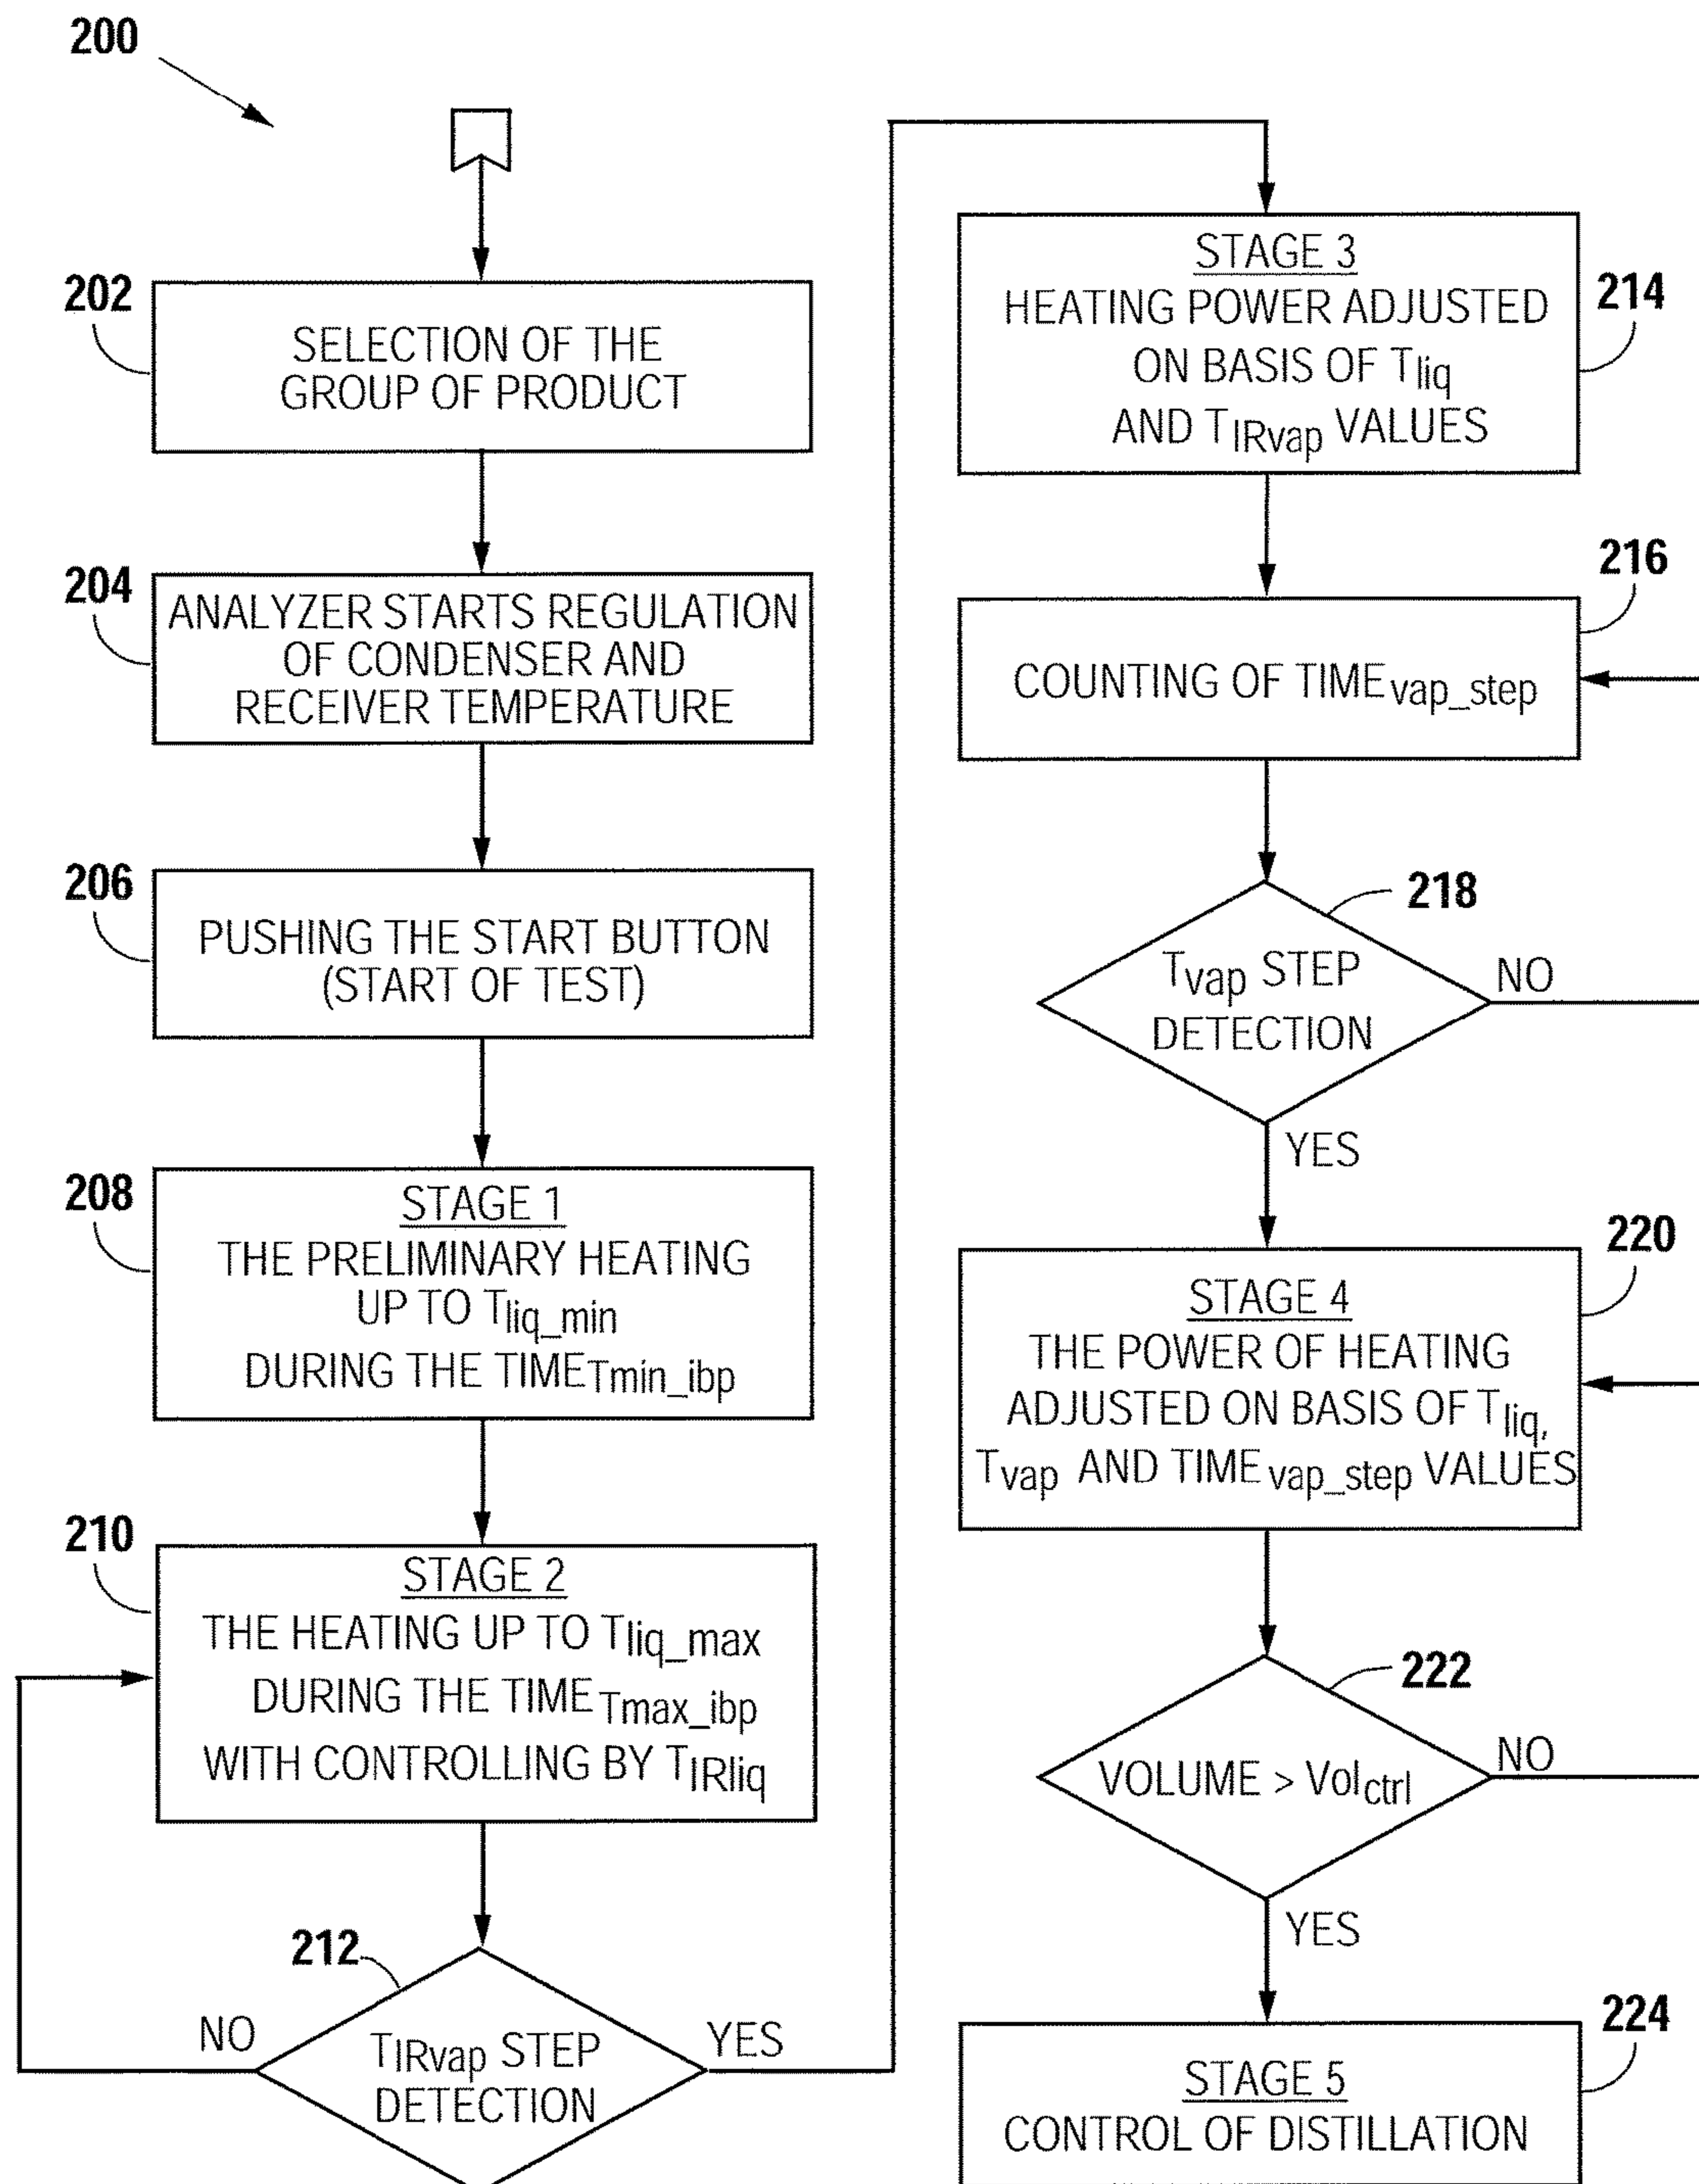 200
202
SELECTION OF THE
GROUP OF PRODUCT
204
ANALYZER STARTS REGULATION
OF CONDENSER AND
RECEIVER TEMPERATURE
206
PUSHING THE START BUTTON
(START OF TEST)
208
STAGE 1
THE PRELIMINARY HEATING
UP TO Tliq_min
DURING THE TIMETmin_ibp
210
STAGE 2
THE HEATING UP TO Tliq_max
DURING THE TIMETmax_ibp
WITH CONTROLLING BY TIRliq
212
NO
TIRvap STEP
DETECTION
YES
STAGE 3
HEATING POWER ADJUSTED
ON BASIS OF Tliq
AND TIRvap VALUES
214
216
COUNTING OF TIMEvap_step
218
Tvap STEP
DETECTION
NO
YES
220
STAGE 4
THE POWER OF HEATING
ADJUSTED ON BASIS OF Tliq,
Tvap AND TIMEvap_step VALUES
222
VOLUME > Volctrl
NO
YES
224
STAGE 5
CONTROL OF DISTILLATION